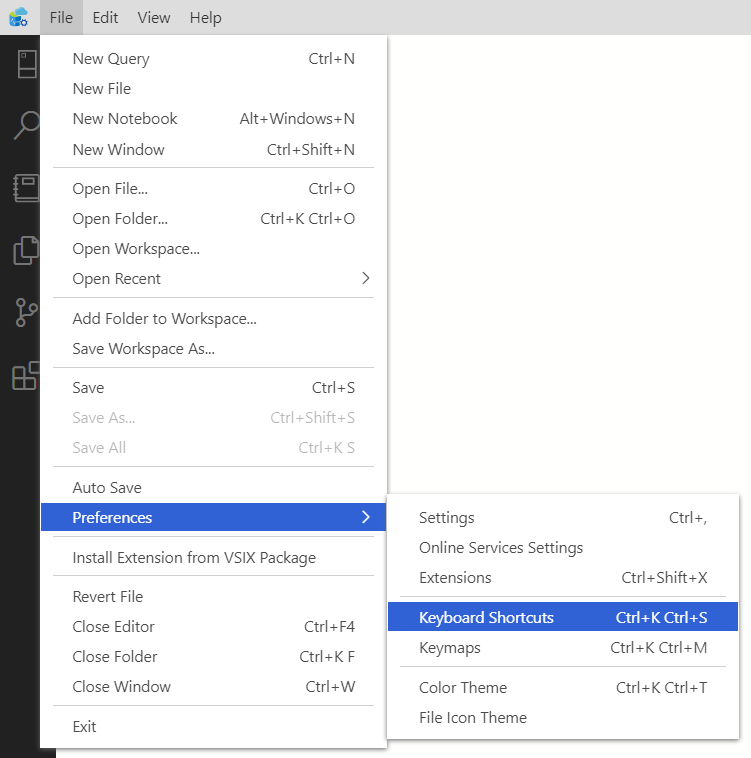 File Edit View Help
New Query Ctrl+N
New File
New Notebook Alt+Windows+N
New Window Ctrl+Shift+N
Open File... Ctrl+O
Open Folder... Ctrl+K Ctrl+O
Open Workspace...
Open Recent
Add Folder to Workspace...
Save Workspace As...
Save Ctrl+S
Save As... Ctrl+Shift+S
Save All Ctrl+K S
Auto Save
Preferences
Install Extension from VSIX Package
Revert File
Close Editor Ctrl+F4
Close Folder Ctrl+K F
Close Window Ctrl+W
Exit
Settings Ctrl+,
Online Services Settings
Extensions Ctrl+Shift+X
Keyboard Shortcuts Ctrl+K Ctrl+S
Keymaps Ctrl+K Ctrl+M
Color Theme Ctrl+K Ctrl+T
File Icon Theme